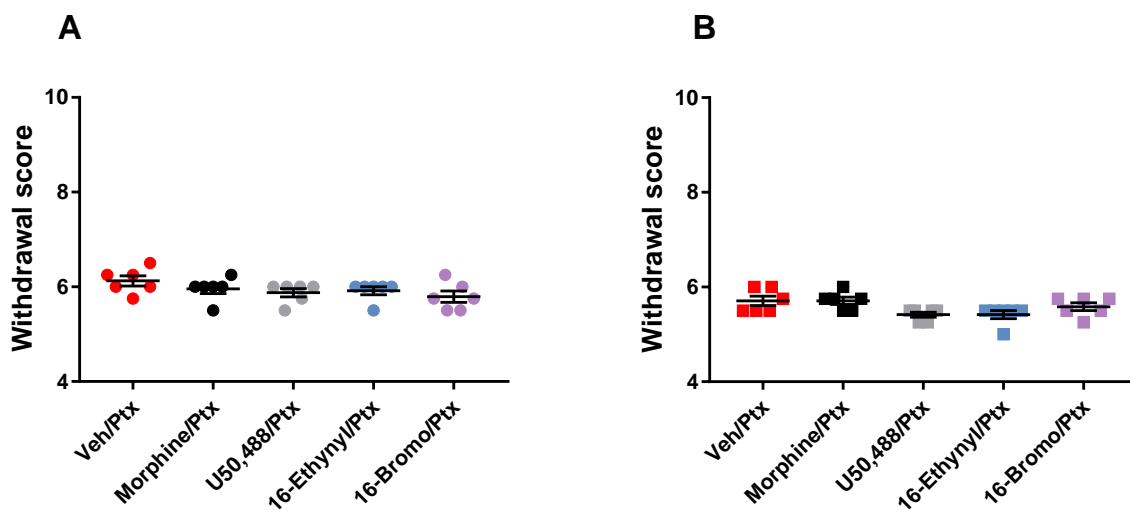 A
Withdrawal score
10
8
6
4
Veh/Ptx
Morphine/Ptx
U50,488/Ptx
16-Ethynyl/Ptx
16-Bromo/Ptx
B
Withdrawal score
10
8
6
4
Veh/Ptx
Morphine/Ptx
U50,488/Ptx
16-Ethynyl/Ptx
16-Bromo/Ptx